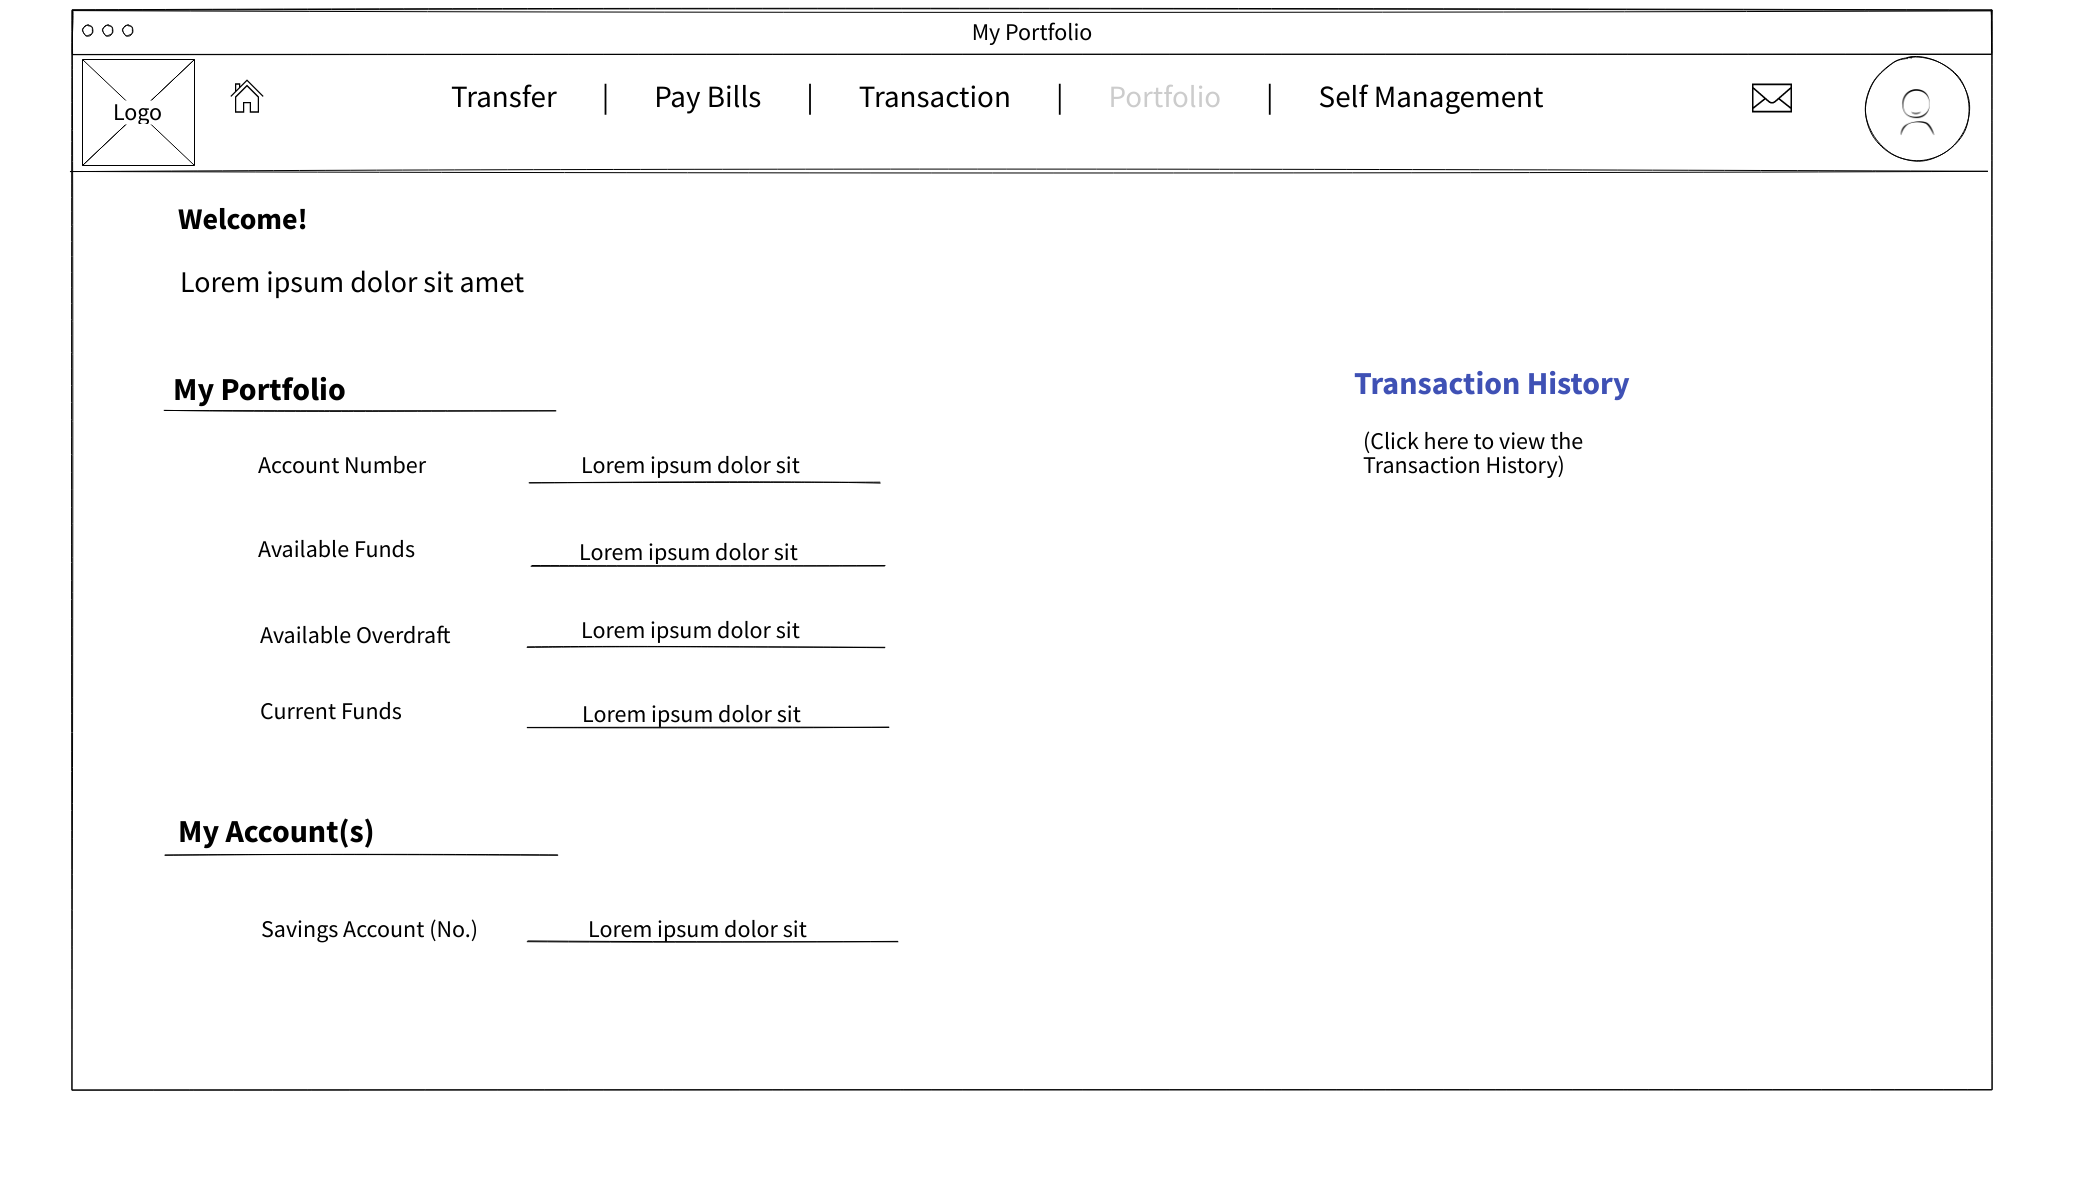 My Portfolio
Logo
Transfer | Pay Bills | Transaction | Portfolio | Self Management
Welcome!
Lorem ipsum dolor sit amet
My Portfolio
Account Number Lorem ipsum dolor sit
Available Funds Lorem ipsum dolor sit
Available Overdraft Lorem ipsum dolor sit
Current Funds Lorem ipsum dolor sit
My Account(s)
Savings Account (No.) Lorem ipsum dolor sit
Transaction History
(Click here to view the
Transaction History)